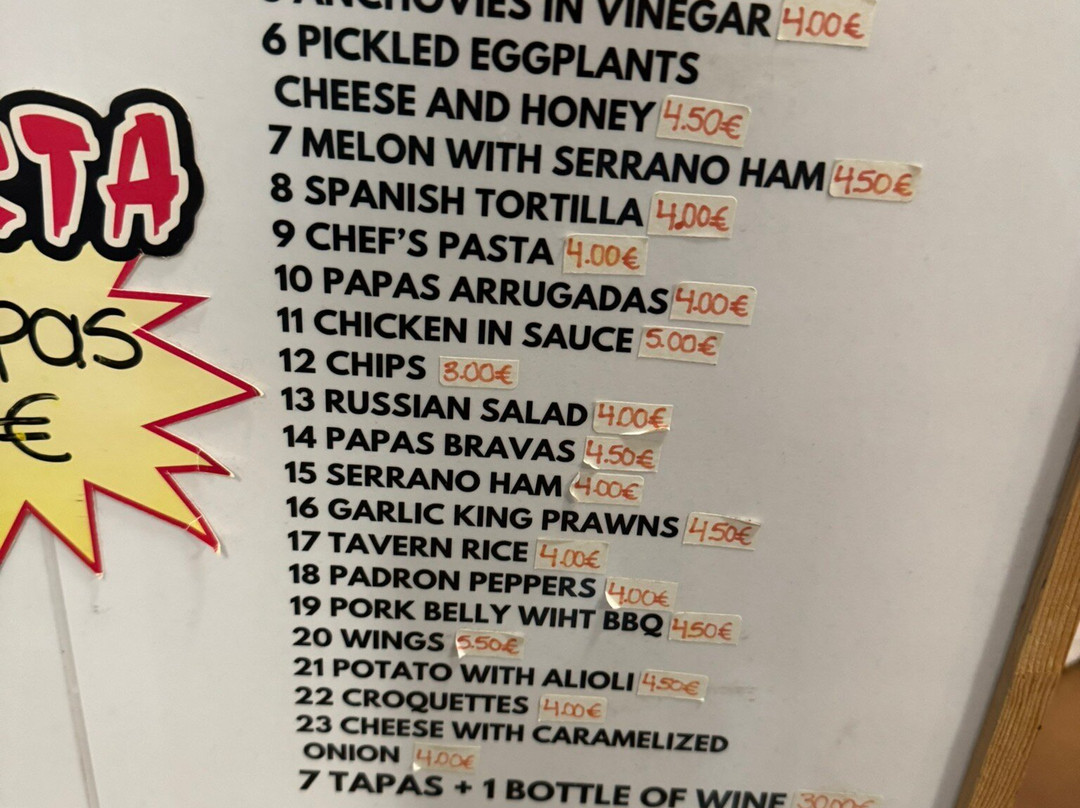 ANCHOVIES IN VINEGAR 4.00€
6 PICKLED EGGPLANTS
CHEESE AND HONEY 4.50€
7 MELON WITH SERRANO HAM 4.50€
8 SPANISH TORTILLA 4,00€
9 CHEF'S PASTA 4.00€
10 PAPAS ARRUGADAS 4.00€
11 CHICKEN IN SAUCE 5.00€
12 CHIPS 3.00€
13 RUSSIAN SALAD 4.00€
14 PAPAS BRAVAS 4.50€
15 SERRANO HAM 4.00€
16 GARLIC KING PRAWNS 4.50€
17 TAVERN RICE 4.00€
18 PADRON PEPPERS 4.00€
19 PORK BELLY WIHT BBQ 4.50€
20 WINGS 5.50€
21 POTATO WITH ALIOLI 4.50€
22 CROQUETTES 4.00€
23 CHEESE WITH CARAMELIZED
ONION 4.00€
7 TAPAS + 1 BOTTLE OF WINE 30.00€
TA
pas
€